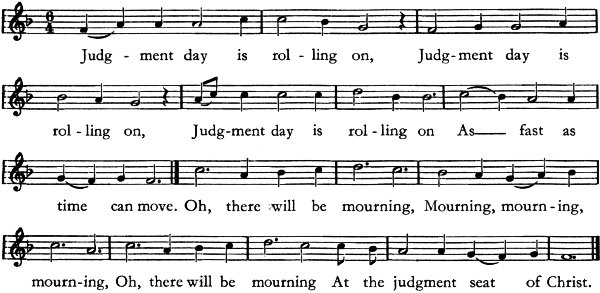 6
4
Judg - ment day is rol - ling on, Judg-ment day is
rol - ling on, Judg-ment day is rol - ling on As— fast as
time can move. Oh, there will be mourning, Mourning, mourn - ing,
mourn-ing, Oh, there will be mourning At the judgment seat of Christ.